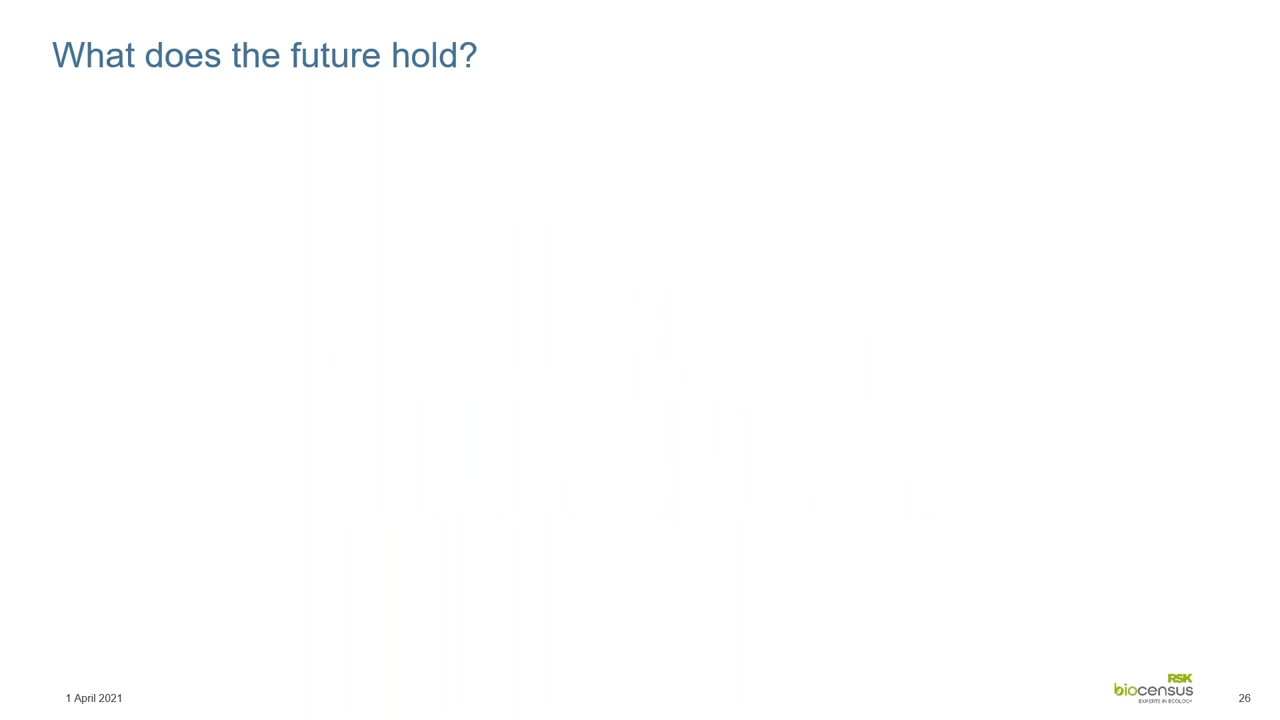 What does the future hold?
1 April 2021
RSK
biocensus
EXPERTS IN ECOLOGY
26